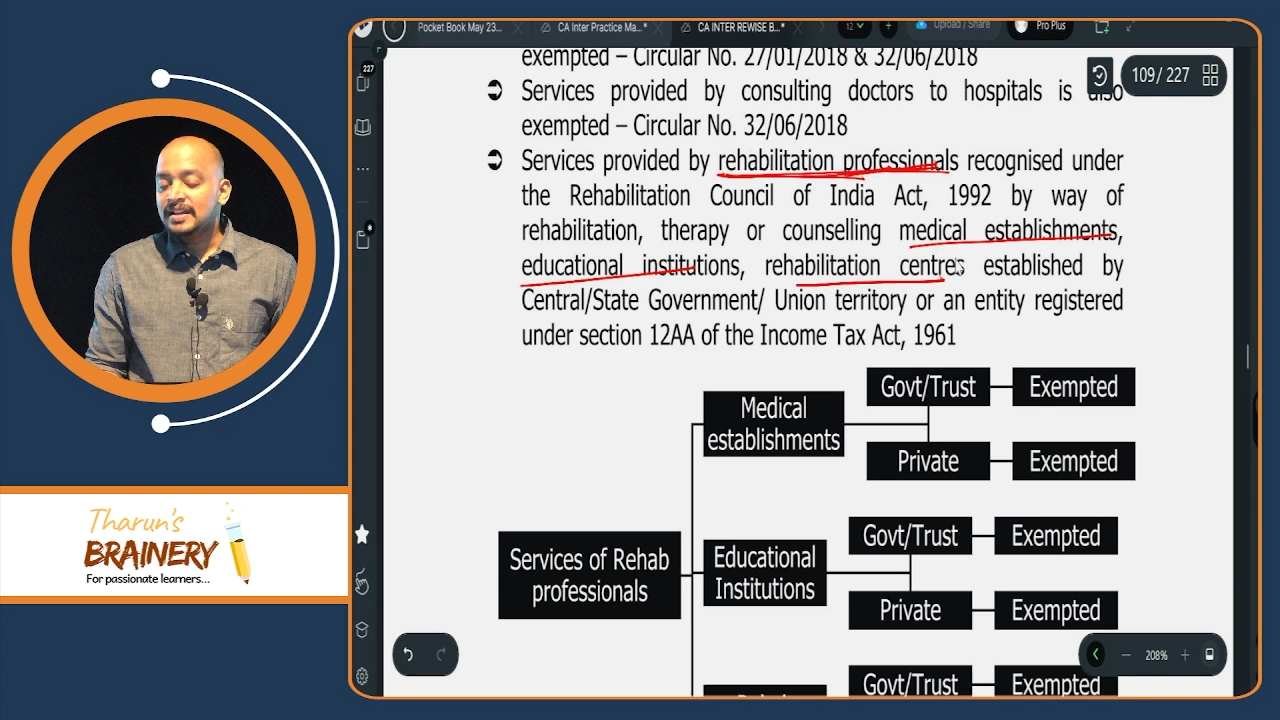 Pocket Book May 23...
CA Inter Practice Ma...*
CA INTER REWISE B...*
12
Upload / Share
Pro Plus
227
109 / 227
exempted – Circular No. 27/01/2018 & 32/06/2018
Services provided by consulting doctors to hospitals is also
exempted – Circular No. 32/06/2018
Services provided by rehabilitation professionals recognised under
the Rehabilitation Council of India Act, 1992 by way of
rehabilitation, therapy or counselling medical establishments,
educational institutions, rehabilitation centres established by
Central/State Government/ Union territory or an entity registered
under section 12AA of the Income Tax Act, 1961
Medical
establishments
Govt/Trust
Exempted
Private
Exempted
Services of Rehab
professionals
Educational
Institutions
Govt/Trust
Exempted
Private
Exempted
Govt/Trust
Exempted
208%
Tharun's
BRAINERY
For passionate learners...